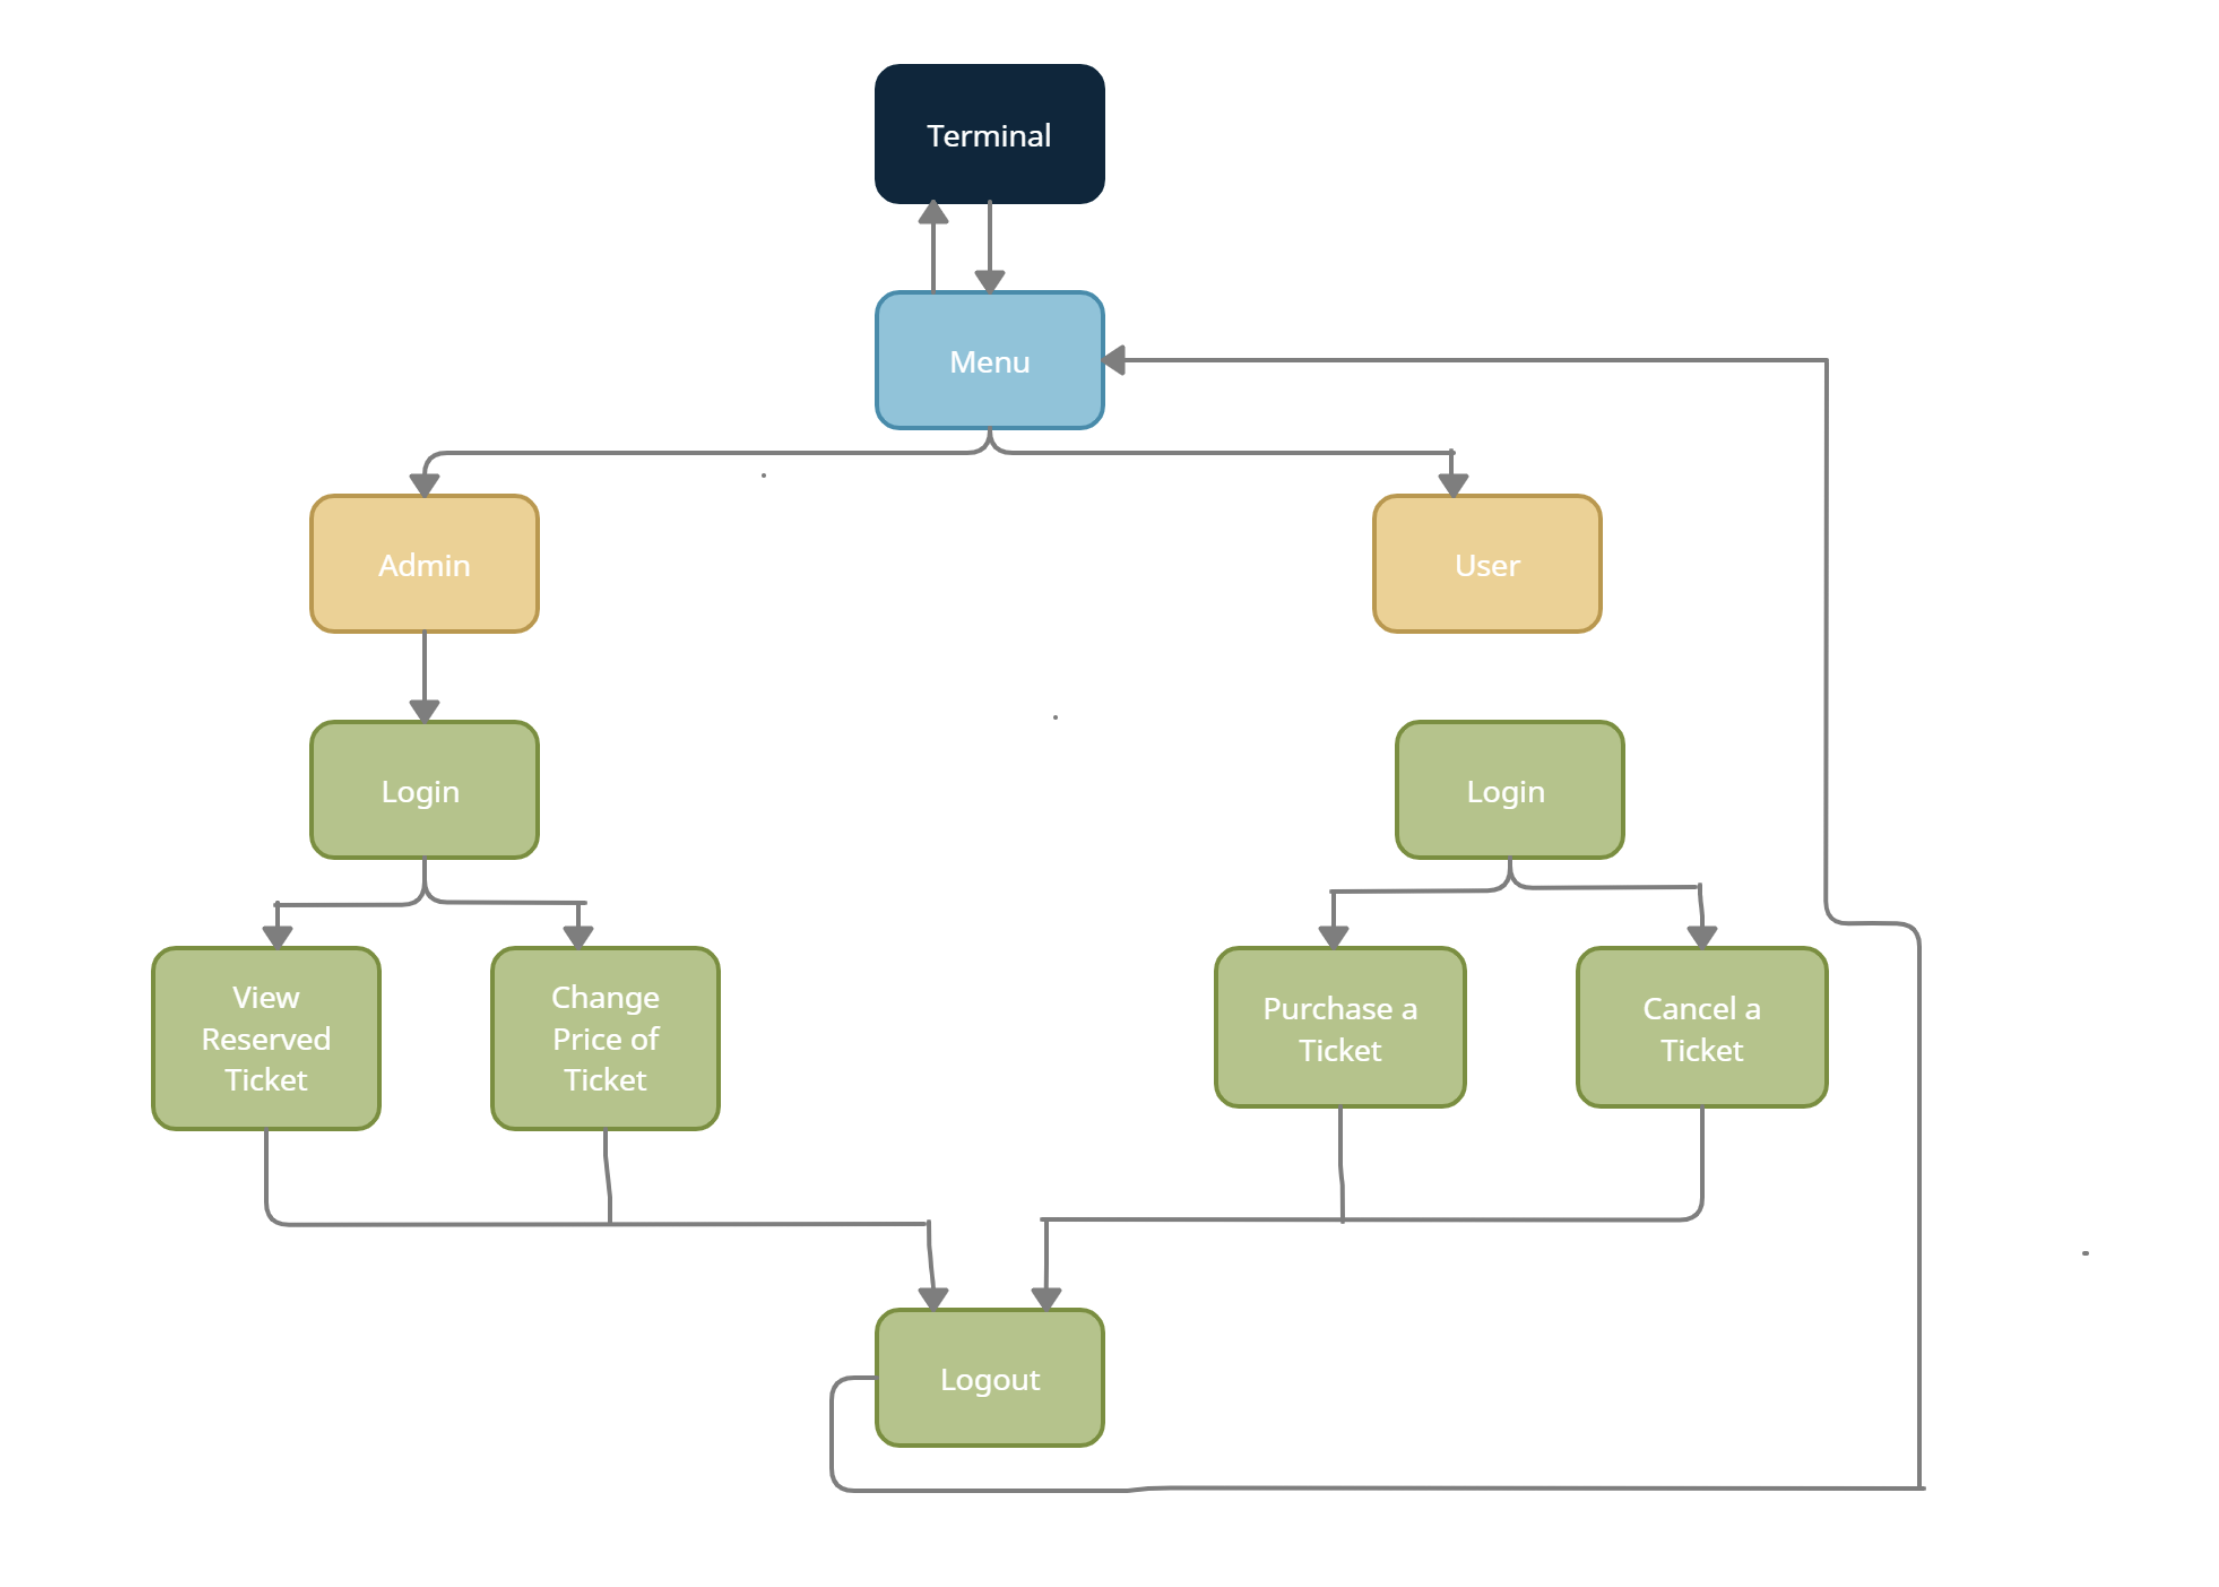 Terminal
Menu
Admin
User
Login
Login
View
Reserved
Ticket
Change
Price of
Ticket
Purchase a
Ticket
Cancel a
Ticket
Logout